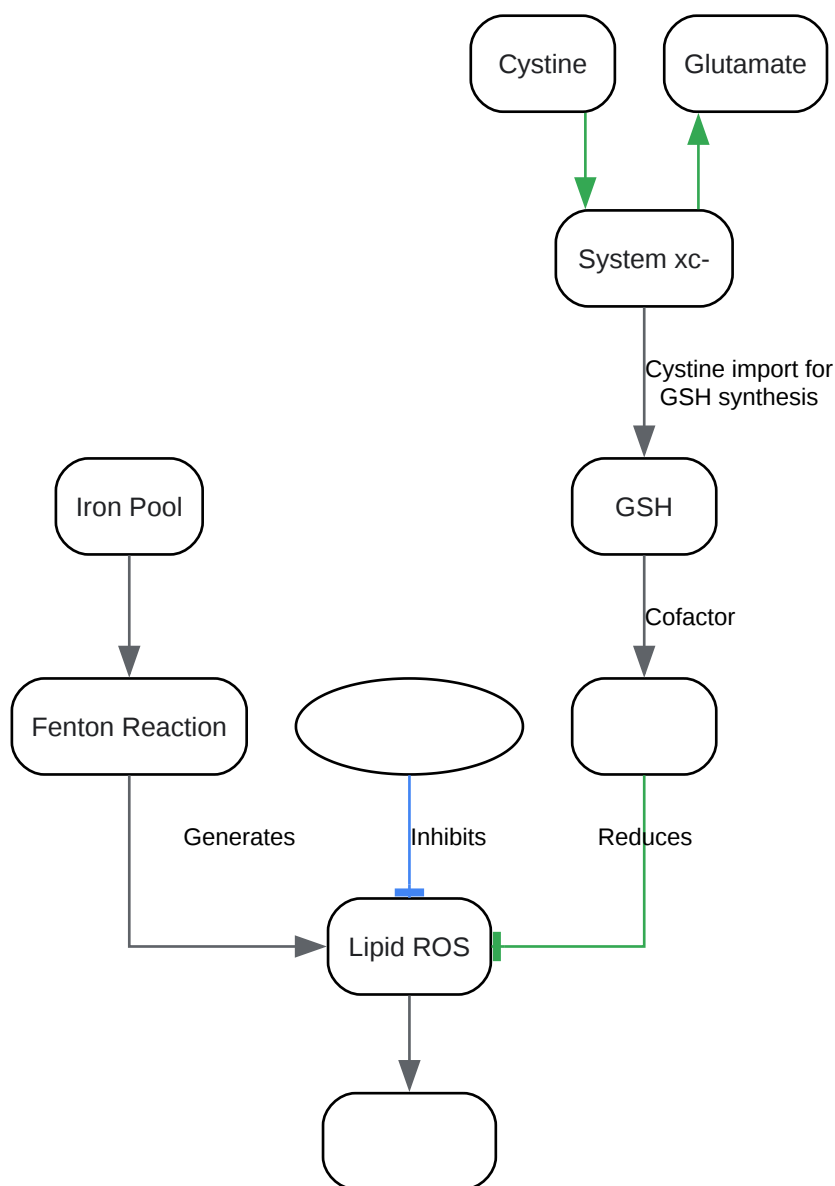 Cystine
Glutamate
System xc-
Cystine import for
GSH synthesis
Iron Pool
GSH
Cofactor
Fenton Reaction
Generates
Inhibits
Reduces
Lipid ROS